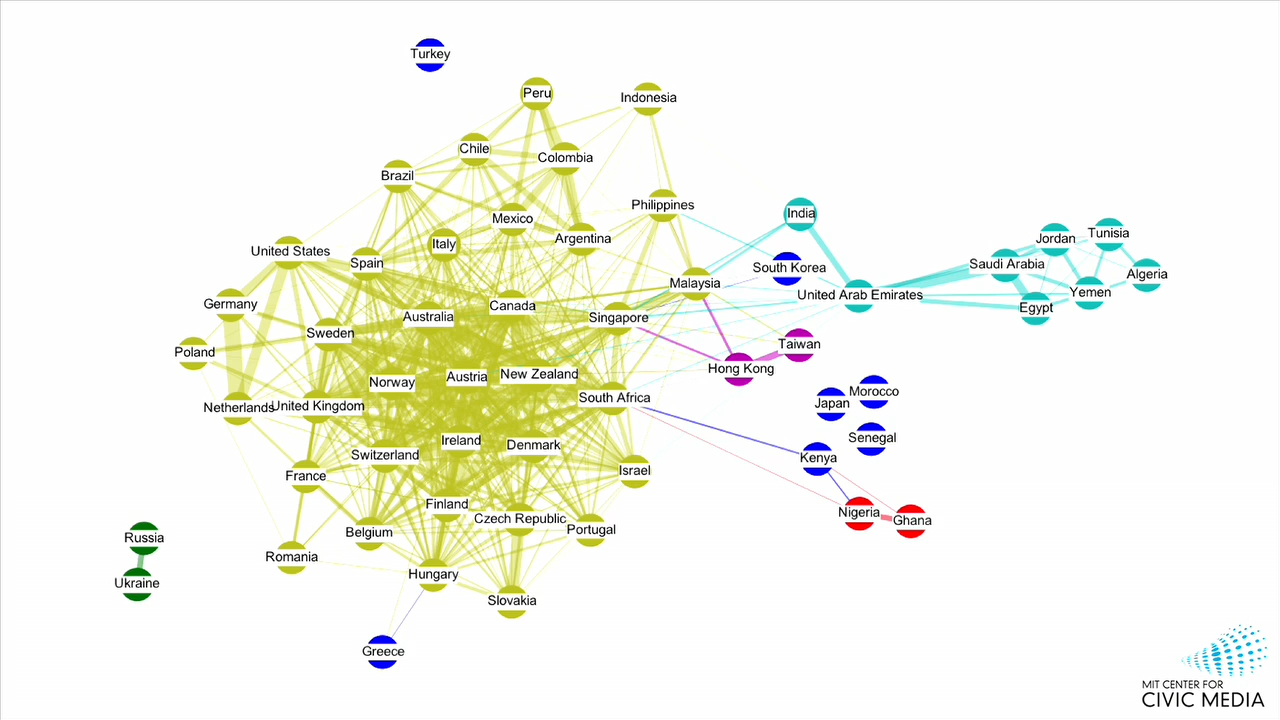 Turkey
Peru
Indonesia
Chile
Colombia
Brazil
Philippines
India
Mexico
Italy
Argentina
United States
Spain
South Korea
Jordan
Tunisia
Saudi Arabia
Algeria
Malaysia
United Arab Emirates
Yemen
Egypt
Germany
Canada
Australia
Singapore
Sweden
Poland
Taiwan
Hong Kong
Norway
Austria
New Zealand
South Africa
Netherlands
United Kingdom
Japan
Morocco
Senegal
Ireland
Denmark
Switzerland
Kenya
Israel
France
Finland
Czech Republic
Portugal
Nigeria
Ghana
Belgium
Russia
Romania
Hungary
Ukraine
Slovakia
Greece
MIT CENTER FOR
CIVIC MEDIA